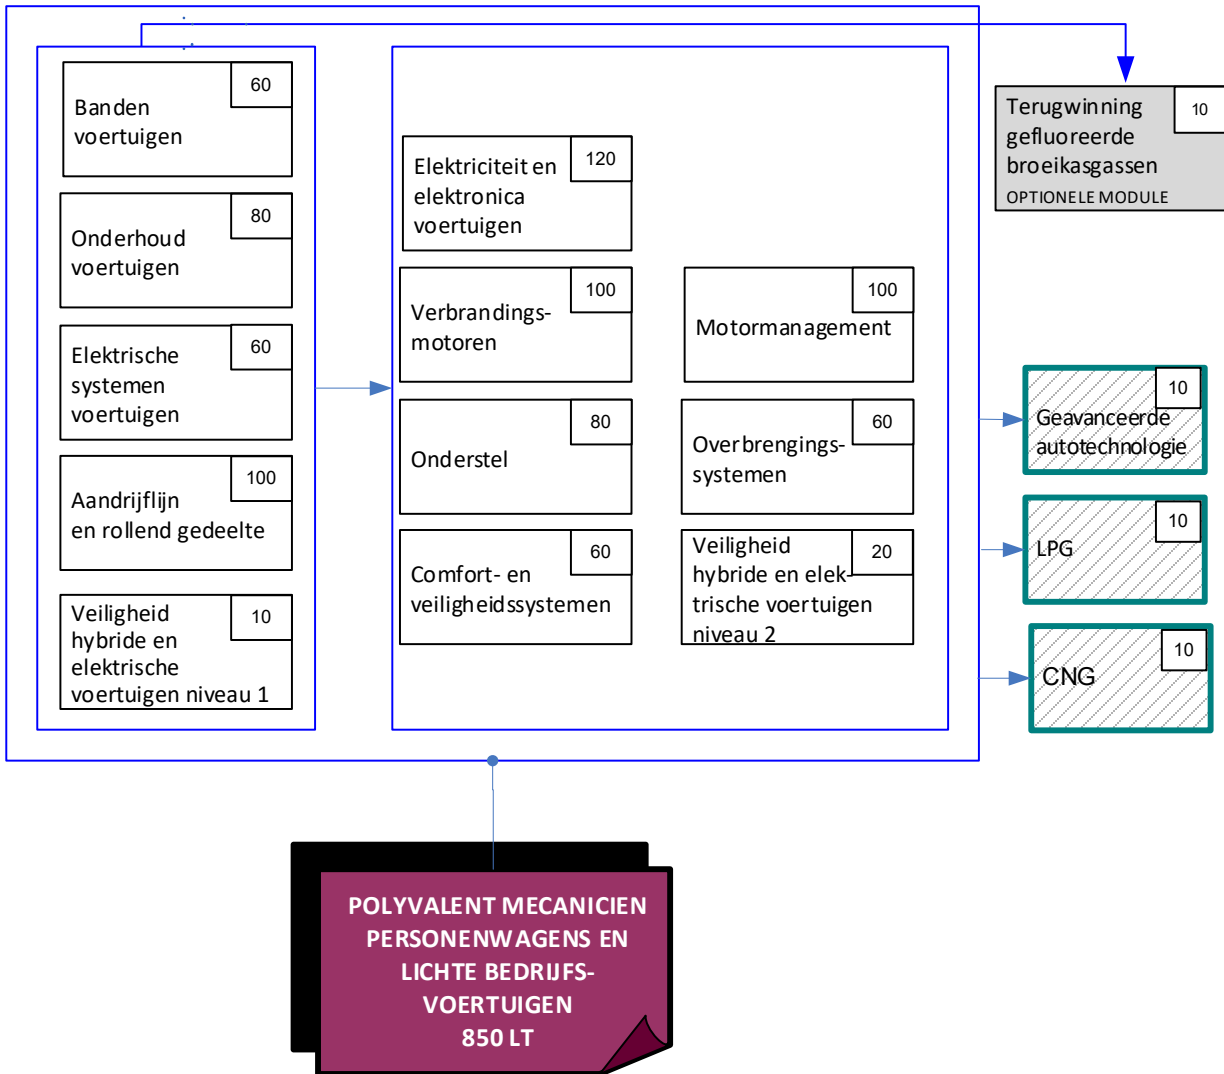 60
Banden
voertuigen
80
Onderhoud
voertuigen
60
Elektrische
systemen
voertuigen
100
Aandrijflijn
en rollend gedeelte
10
Veiligheid
hybride en
elektrische
voertuigen niveau 1
120
Elektriciteit en
elektronica
voertuigen
100
Verbrandings-
motoren
80
Onderstel
60
Comfort- en
veiligheidssystemen
100
Motormanagement
60
Overbrengings-
systemen
20
Veiligheid
hybride en elek-
trische voertuigen
niveau 2
10
Terugwinning
gefluoreerde
broeikasgassen
OPTIONELE MODULE
10
Geavanceerde
autotechnologie
10
LPG
10
CNG
POLYVALENT MECANICIEN
PERSONENWAGENS EN
LICHTE BEDRIJFS-
VOERTUIGEN
850 LT